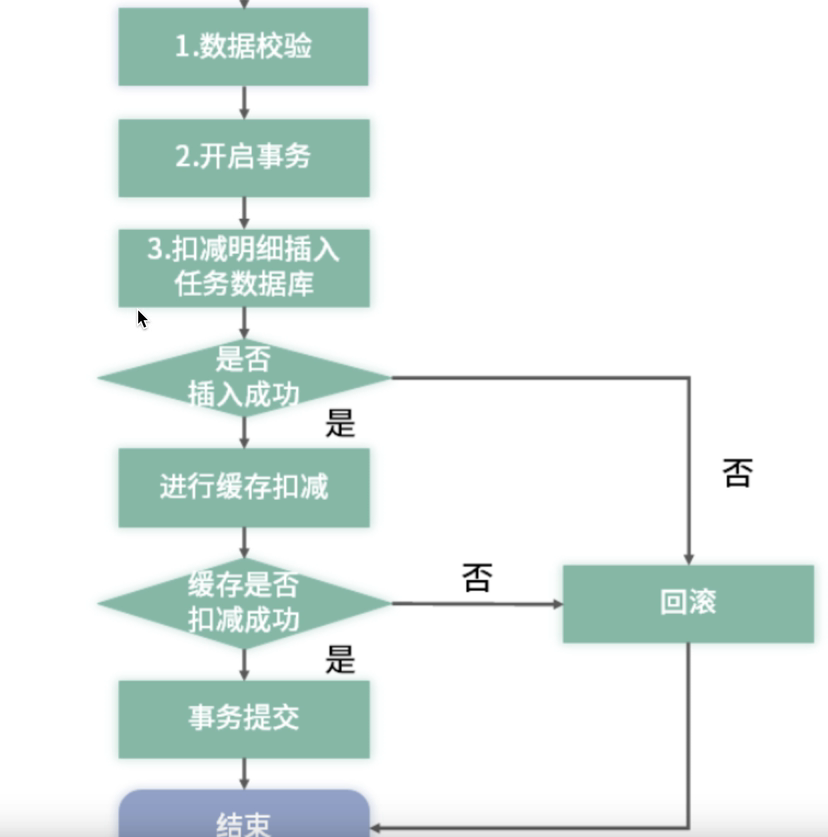 1.数据校验
2.开启事务
3.扣减明细插入
任务数据库
是否
插入成功
是
否
进行缓存扣减
缓存是否
扣减成功
否
回滚
是
事务提交
结束